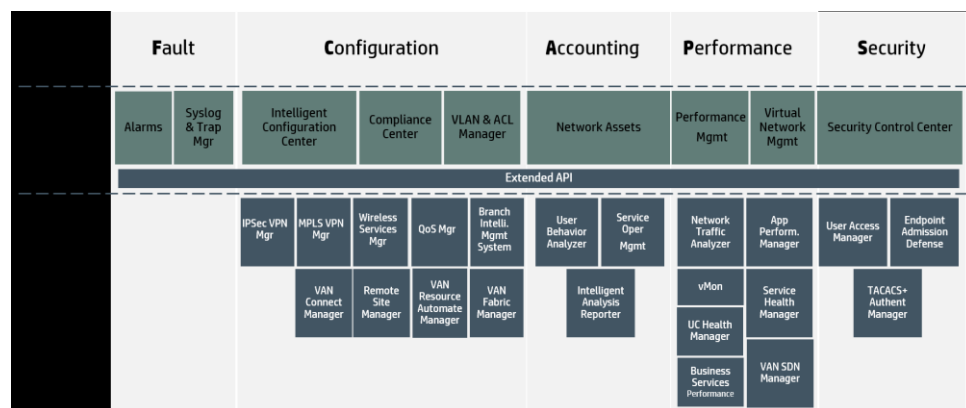 Fault
Configuration
Accounting
Performance
Security
Alarms
Syslog
& Trap
Mgr
Intelligent
Configuration
Center
Compliance
Center
VLAN & ACL
Manager
Network Assets
Performance
Mgmt
Virtual
Network
Mgmt
Security Control Center
Extended API
IPSec VPN
Mgr
MPLS VPN
Mgr
Wireless
Services
Mgr
QoS Mgr
Branch
Intelli.
Mgmt
System
User
Behavior
Analyzer
Service
Oper
Mgmt
Network
Traffic
Analyzer
App
Perform.
Manager
User Access
Manager
Endpoint
Admission
Defense
VAN
Connect
Manager
Remote
Site
Manager
VAN
Resource
Automate
Manager
VAN
Fabric
Manager
Intelligent
Analysis
Reporter
vMon
Service
Health
Manager
TACACS+
Authent
Manager
UC Health
Manager
VAN SDN
Manager
Business
Services
Performance